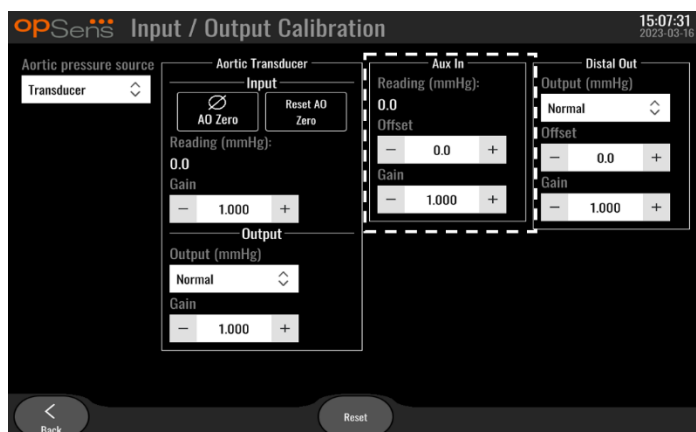 opSens Input / Output Calibration
15:07:31
2023-03-16
Aortic pressure source
Transducer
Aortic Transducer
Input
AO Zero
Reset AO
Zero
Reading (mmHg):
0.0
Gain
− 1.000 +
Output
Output (mmHg)
Normal
Gain
− 1.000 +
Aux In
Reading (mmHg):
0.0
Offset
− 0.0 +
Gain
− 1.000 +
Distal Out
Output (mmHg)
Normal
Offset
− 0.0 +
Gain
− 1.000 +
Back
Reset